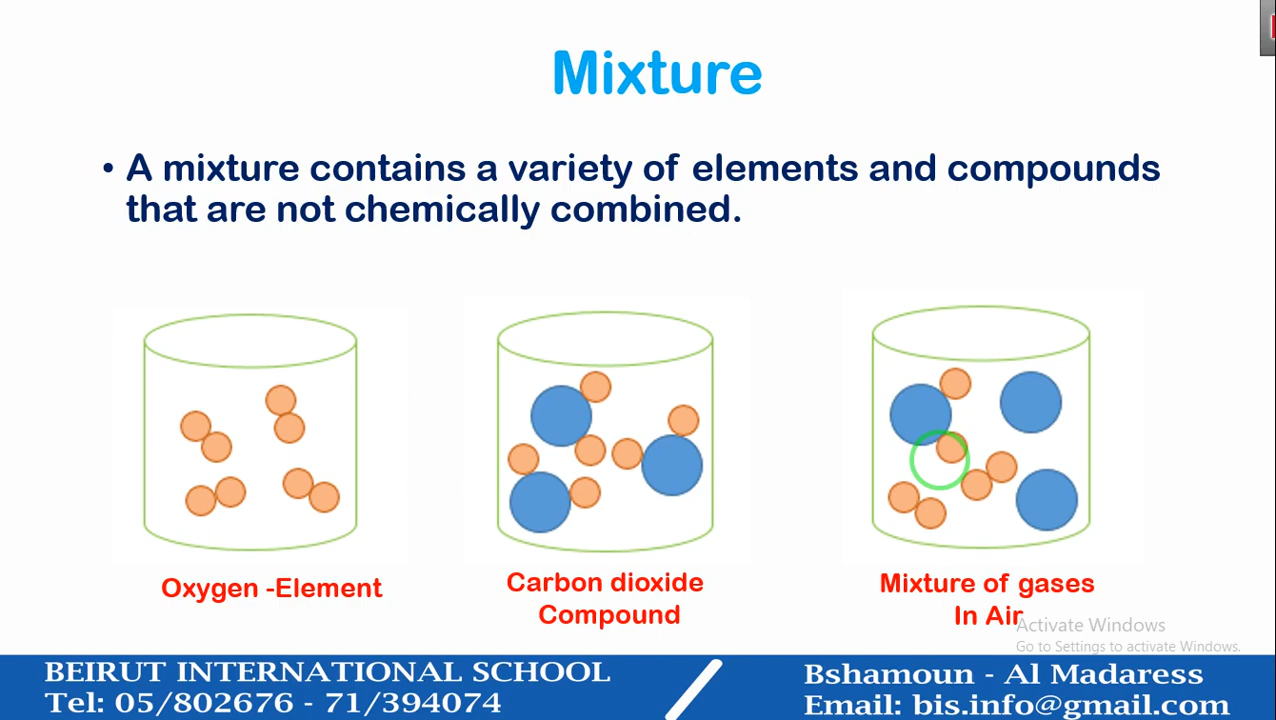 Mixture
• A mixture contains a variety of elements and compounds
that are not chemically combined.
Oxygen -Element
Carbon dioxide
Compound
Mixture of gases
In Air
Activate Windows
Go to Settings to activate Windows.
BEIRUT INTERNATIONAL SCHOOL
Tel: 05/802676 - 71/394074
Bshamoun - Al Madaress
Email: bis.info@gmail.com